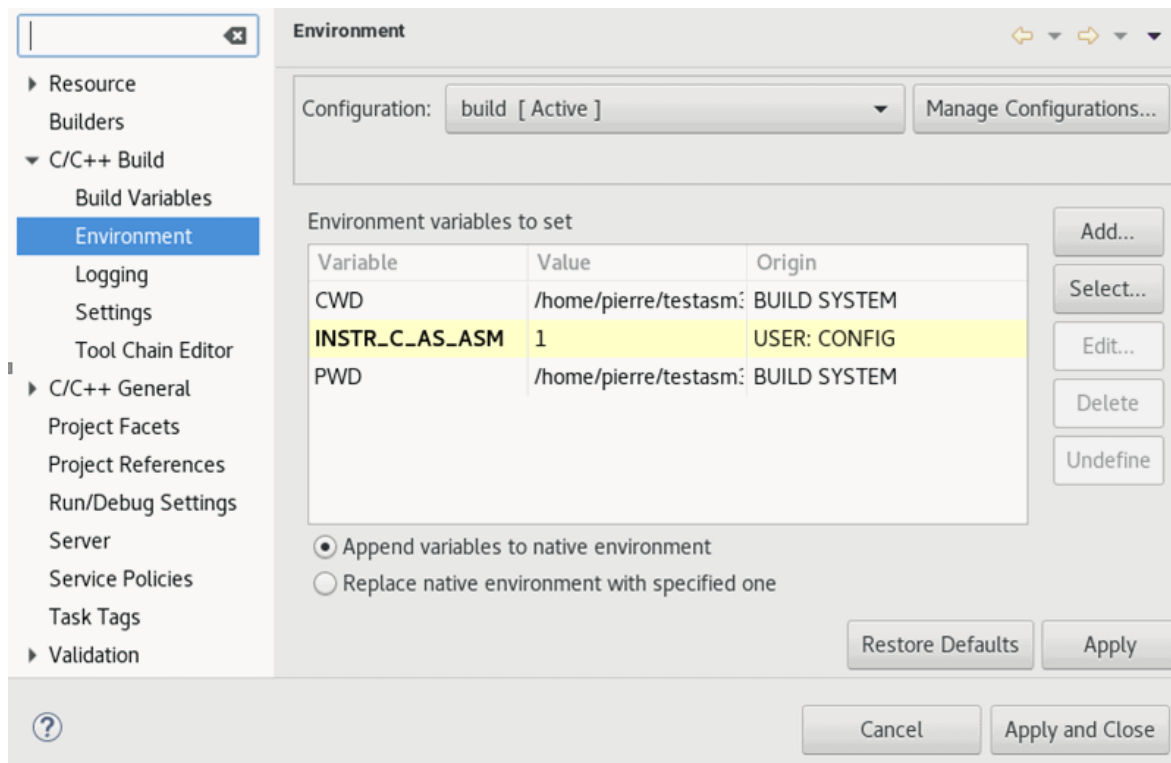 Environment
Resource
Builders
C/C++ Build
Build Variables
Environment
Logging
Settings
Tool Chain Editor
C/C++ General
Project Facets
Project References
Run/Debug Settings
Server
Service Policies
Task Tags
Validation
Configuration: build [ Active ] Manage Configurations...
Environment variables to set
Variable Value Origin
CWD /home/pierre/testasm3 BUILD SYSTEM
INSTR_C_AS_ASM 1 USER: CONFIG
PWD /home/pierre/testasm3 BUILD SYSTEM
Add...
Select...
Edit...
Delete
Undefine
Append variables to native environment
Replace native environment with specified one
Restore Defaults Apply
? Cancel Apply and Close